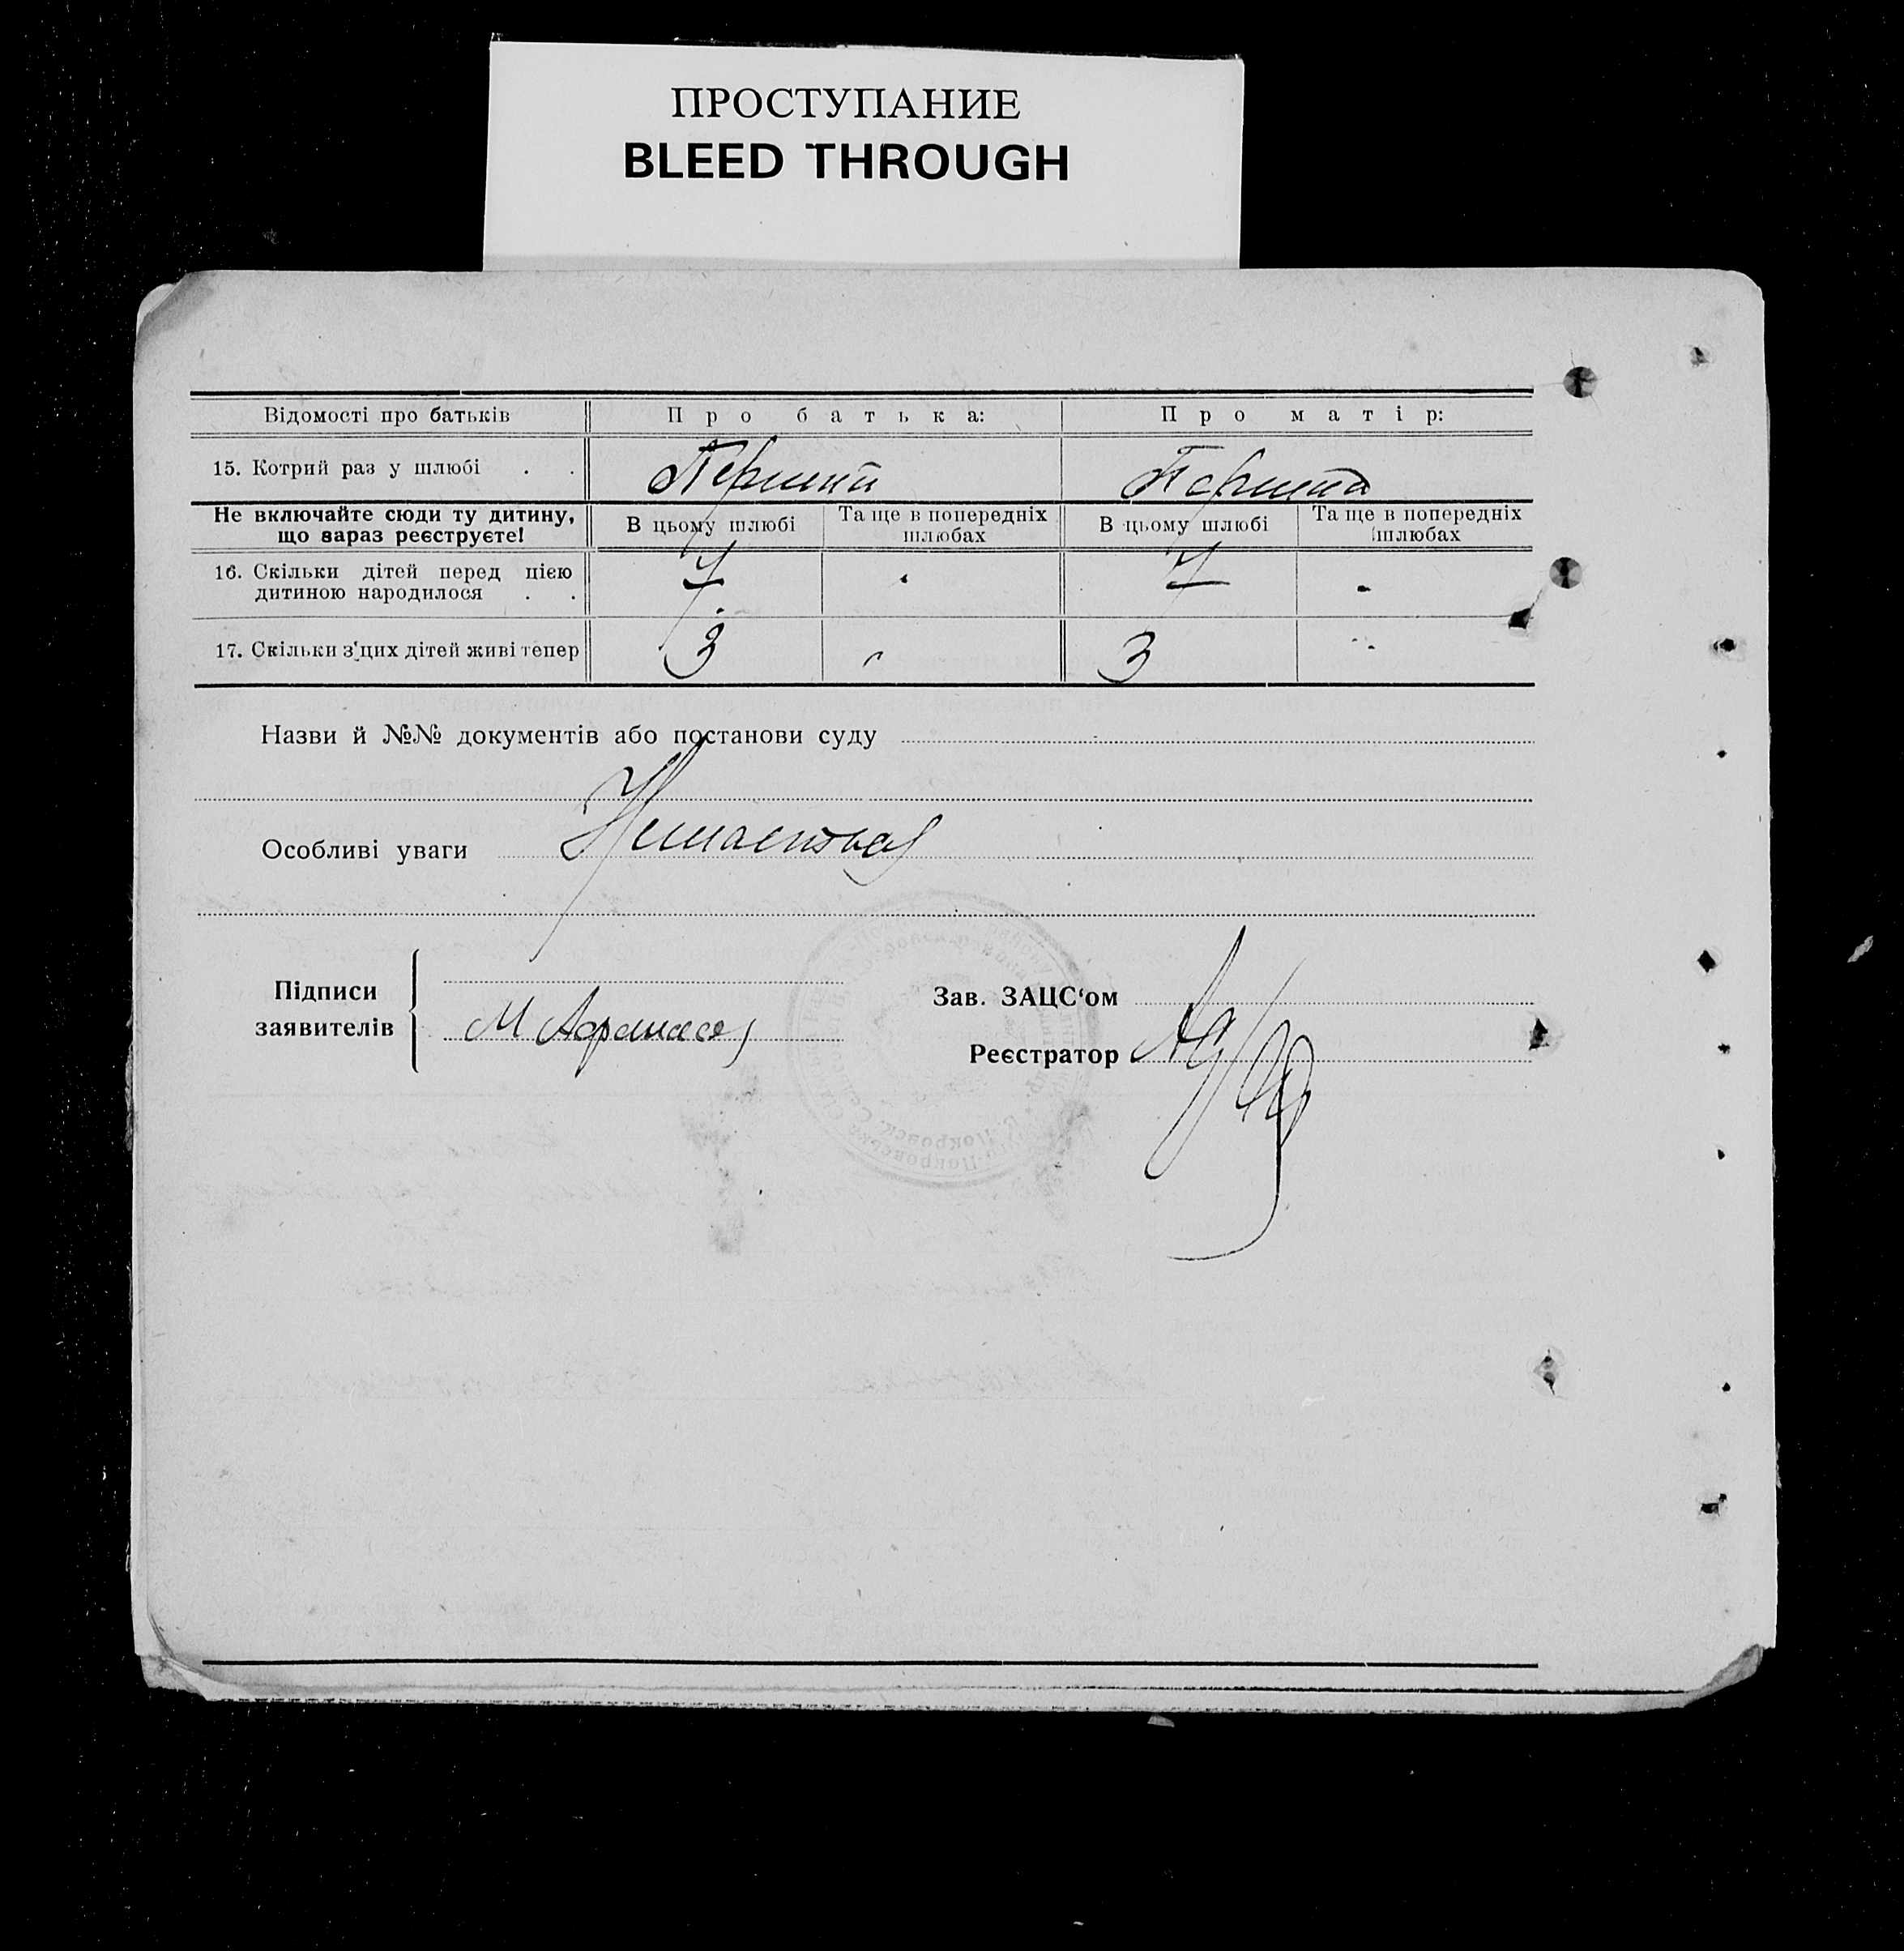 ПРОСТУПАНИЕ
BLEED THROUGH
Відомості про батьків Про батька: Про матір:
15. Котрий раз у шлюбі . . Перший Перший
Не включайте сюди ту дитину, що зараз реєструєте! В цьому шлюбі Та ще в попередніх шлюбах В цьому шлюбі Та ще в попередніх шлюбах
16. Скільки дітей перед цією дитиною народилося . . 7 7
17. Скільки з цих дітей живі тепер 3 3
Назви й №№ документів або постанови суду
Особливі уваги
Підписи заявителів
М Афанась
Зав. ЗАЦС‘ом
Реєстратор